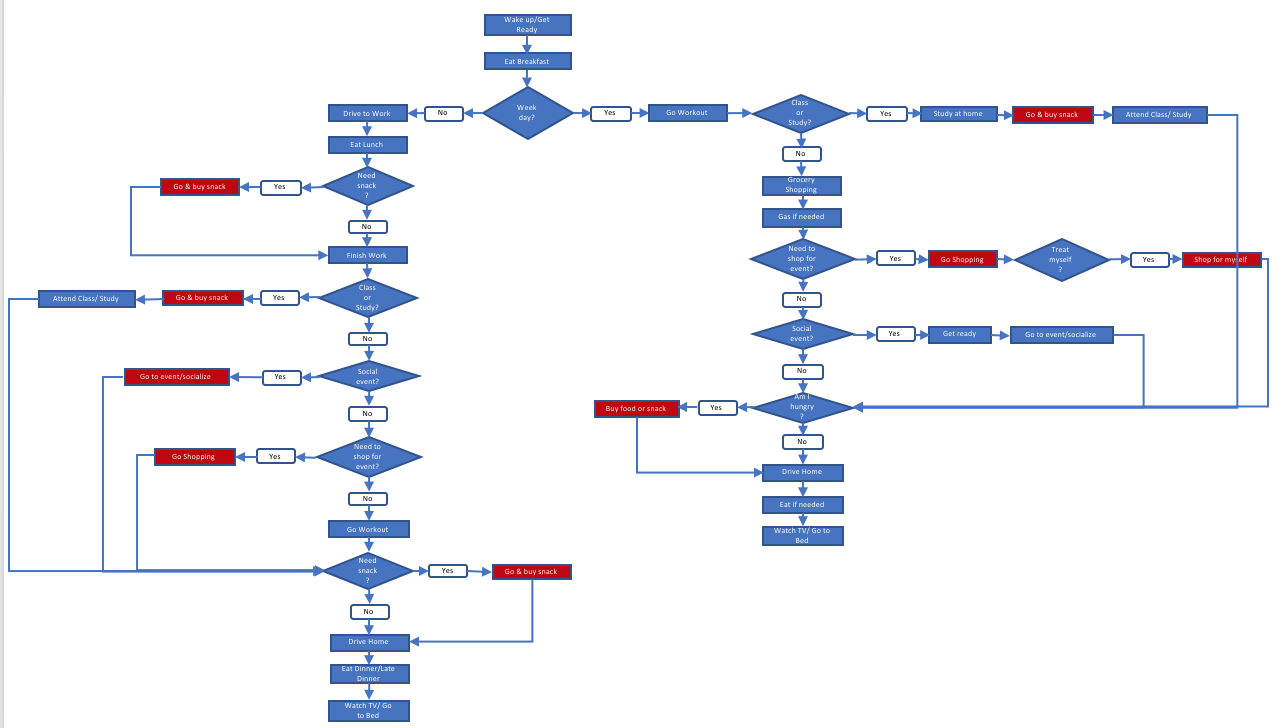 Wake up/Get
Ready
Eat Breakfast
Week
day?
No
Drive to Work
Eat Lunch
Need
snack
?
Yes
Go & buy snack
No
Finish Work
Class
or
Study?
Yes
Go & buy snack
Attend Class/ Study
No
Social
event?
Yes
Go to event/socialize
No
Need to
shop for
event?
Yes
Go Shopping
No
Go Workout
Need
snack
?
Yes
Go & buy snack
No
Drive Home
Eat Dinner/Late
Dinner
Watch TV/ Go
to Bed
Yes
Go Workout
Class
or
Study?
Yes
Study at home
Go & buy snack
Attend Class/ Study
No
Grocery
Shopping
Gas if needed
Need to
shop for
event?
Yes
Go Shopping
Treat
myself
?
Yes
Shop for myself
No
Social
event?
Yes
Get ready
Go to event/socialize
No
Am I
hungry
?
Yes
Buy food or snack
No
Drive Home
Eat if needed
Watch TV/ Go to
Bed